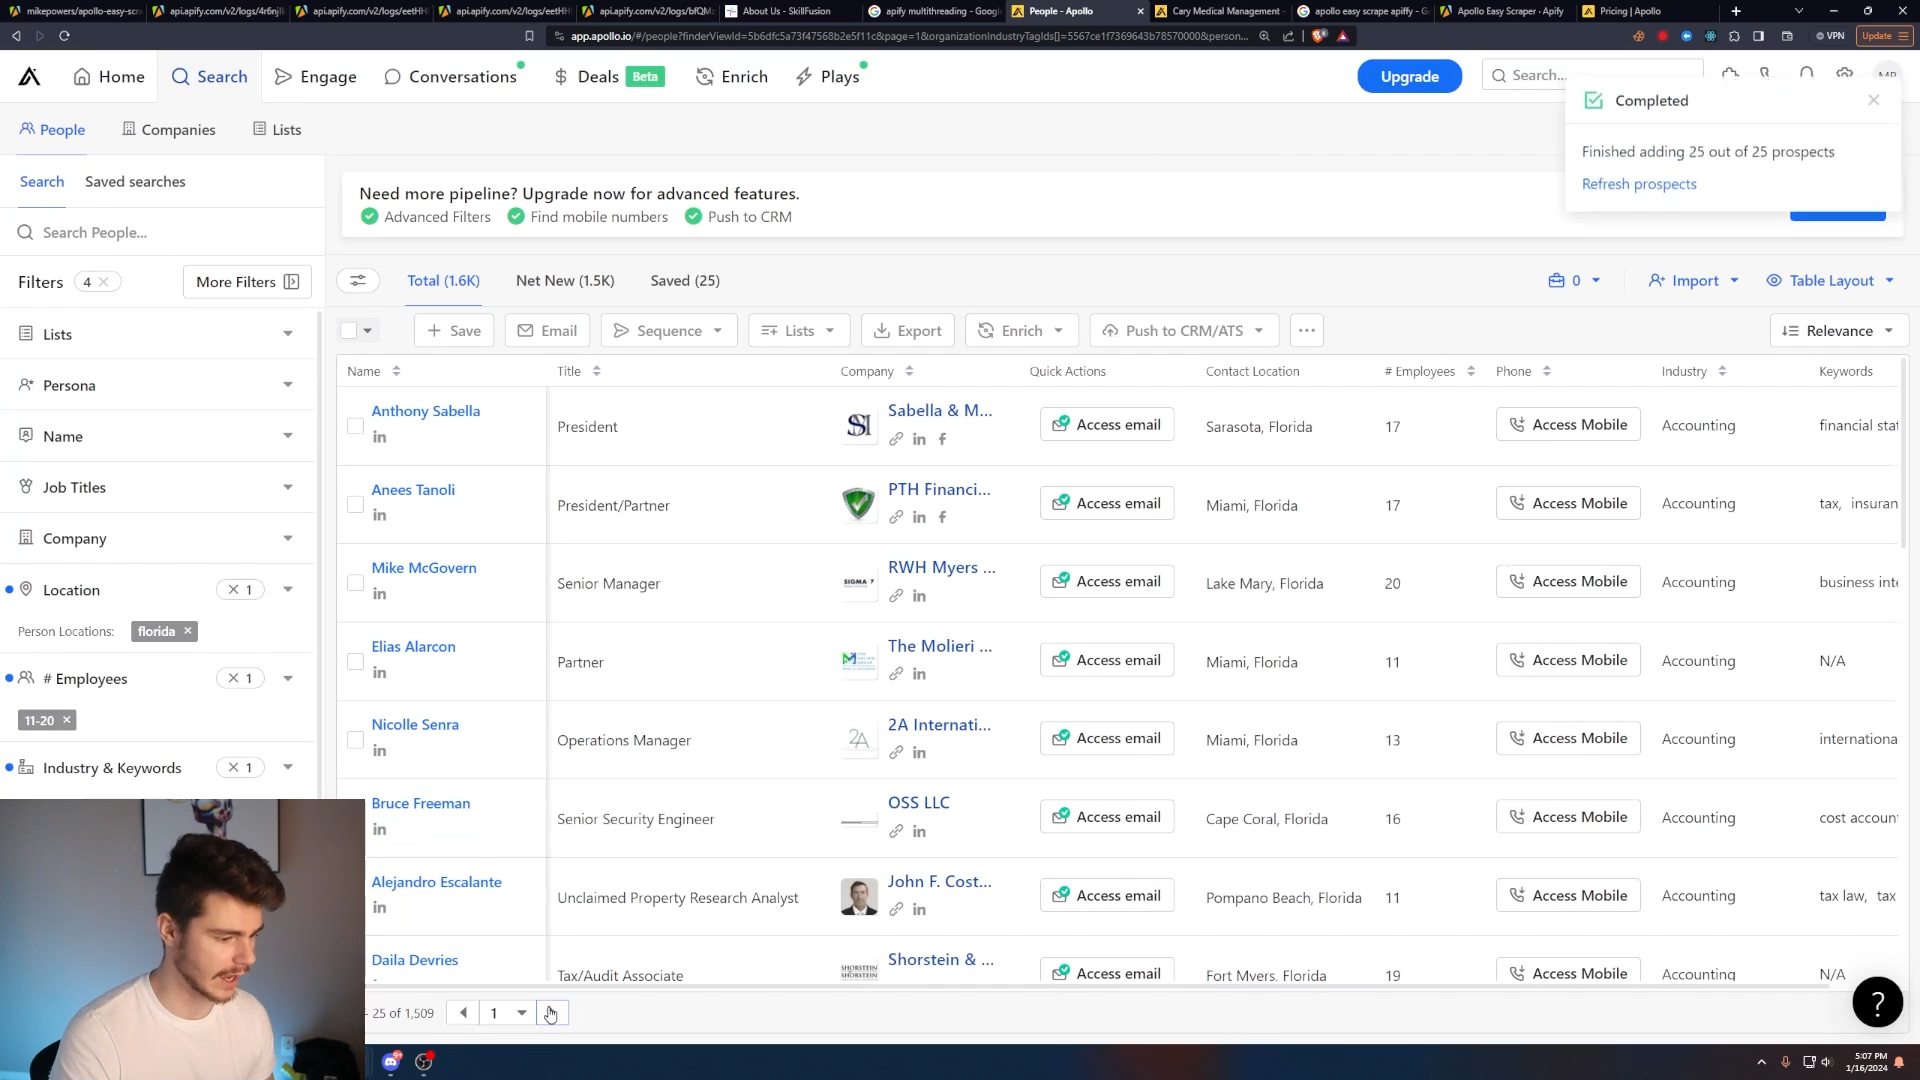 mikepowers/apollo-easy-scr
api.apify.com/v2/logs/4r6njl
api.apify.com/v2/logs/eetHH
api.apify.com/v2/logs/eetHH
api.apify.com/v2/logs/bfQM
About Us - SkillFusion
apify multithreading - Googl
People - Apollo
Cary Medical Management
apollo easy scrape apiffy - G
Apollo Easy Scraper · Apify
Pricing | Apollo
app.apollo.io/#/people?finderViewId=5b6dfc5a73f47568b2e5f11c&page=1&organizationIndustryTagIds[]=5567ce1f7369643b78570000&person...
VPN
Update
Home
Search
Engage
Conversations
Deals Beta
Enrich
Plays
Upgrade
Search...
People
Companies
Lists
Completed
Finished adding 25 out of 25 prospects
Refresh prospects
Search
Saved searches
Need more pipeline? Upgrade now for advanced features.
Advanced Filters
Find mobile numbers
Push to CRM
Search People...
Filters 4
More Filters
Total (1.6K)
Net New (1.5K)
Saved (25)
0
Import
Table Layout
Save
Email
Sequence
Lists
Export
Enrich
Push to CRM/ATS
Relevance
Lists
Persona
Name
Job Titles
Company
Location
1
Person Locations:
florida
# Employees
1
11-20
Industry & Keywords
1
Name Title Company Quick Actions Contact Location # Employees Phone Industry Keywords
Anthony Sabella President Sabella & M... Access email Sarasota, Florida 17 Access Mobile Accounting financial stat
Anees Tanoli President/Partner PTH Financi... Access email Miami, Florida 17 Access Mobile Accounting tax, insuran
Mike McGovern Senior Manager SIGMA 7 RWH Myers ... Access email Lake Mary, Florida 20 Access Mobile Accounting business inte
Elias Alarcon Partner The Molieri ... Access email Miami, Florida 11 Access Mobile Accounting N/A
Nicolle Senra Operations Manager 2A 2A Internati... Access email Miami, Florida 13 Access Mobile Accounting internationa
Bruce Freeman Senior Security Engineer OSS LLC Access email Cape Coral, Florida 16 Access Mobile Accounting cost accoun
Alejandro Escalante Unclaimed Property Research Analyst John F. Cost... Access email Pompano Beach, Florida 11 Access Mobile Accounting tax law, tax
Daila Devries Tax/Audit Associate SHORSTEIN SHORSTEIN Shorstein & ... Access email Fort Myers, Florida 19 Access Mobile Accounting N/A
- 25 of 1,509
1
?
5:07 PM
1/16/2024